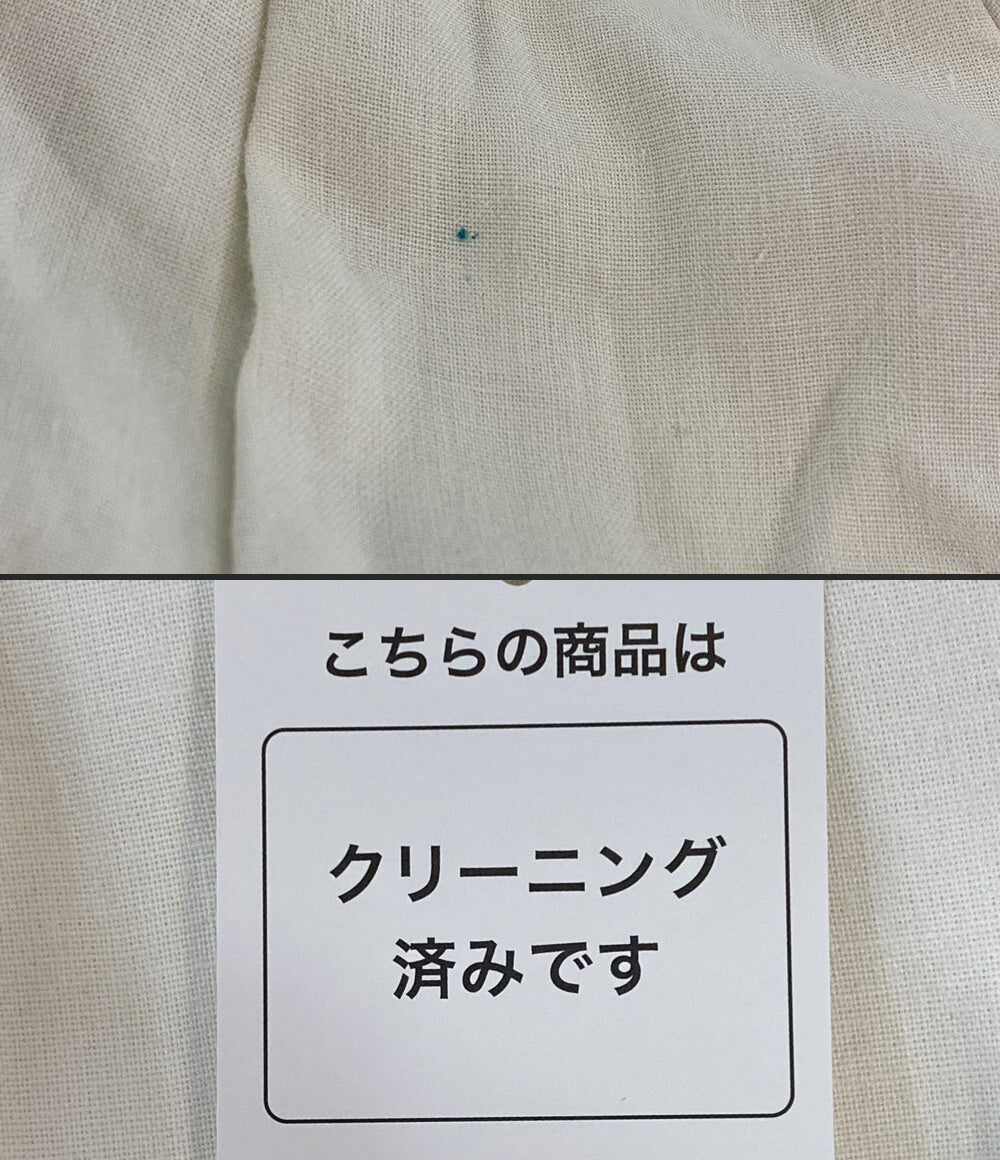 こちらの商品は
クリーニング
済みです